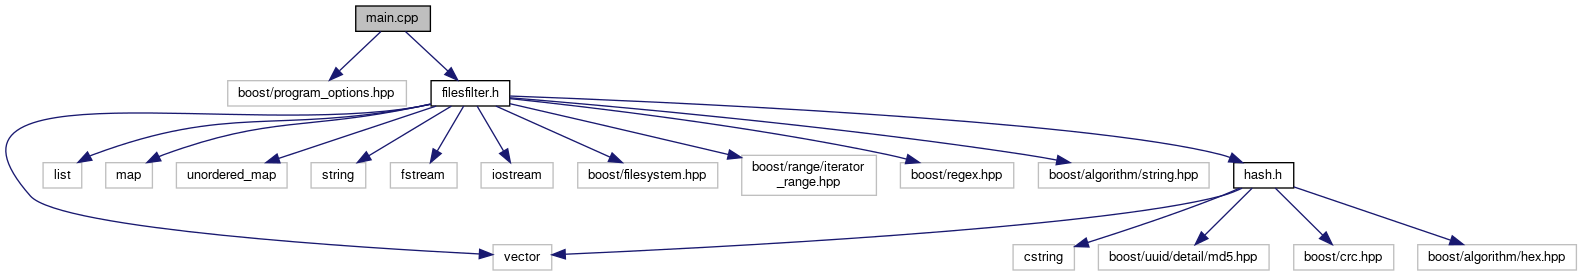 main.cpp
boost/program_options.hpp
filesfilter.h
list
map
unordered_map
string
fstream
iostream
boost/filesystem.hpp
boost/range/iterator
_range.hpp
boost/regex.hpp
boost/algorithm/string.hpp
hash.h
vector
cstring
boost/uuid/detail/md5.hpp
boost/crc.hpp
boost/algorithm/hex.hpp